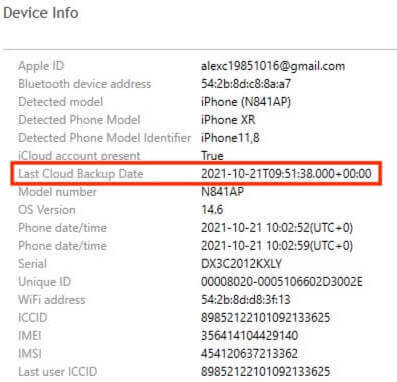 Device Info
Apple ID alexc19851016@gmail.com
Bluetooth device address 54:2b:8d:c8:8a:a7
Detected model iPhone (N841AP)
Detected Phone Model iPhone XR
Detected Phone Model Identifier iPhone11,8
iCloud account present True
Last Cloud Backup Date 2021-10-21T09:51:38.000+00:00
Model number N841AP
OS Version 14.6
Phone date/time 2021-10-21 10:02:52(UTC+0)
Phone date/time 2021-10-21 10:02:59(UTC+0)
Serial DX3C2012KXLY
Unique ID 00008020-0005106602D3002E
WiFi address 54:2b:8d:d8:3f:13
ICCID 89852122101092133625
IMEI 356414104429140
IMSI 454120637213362
Last user ICCID 89852122101092133625